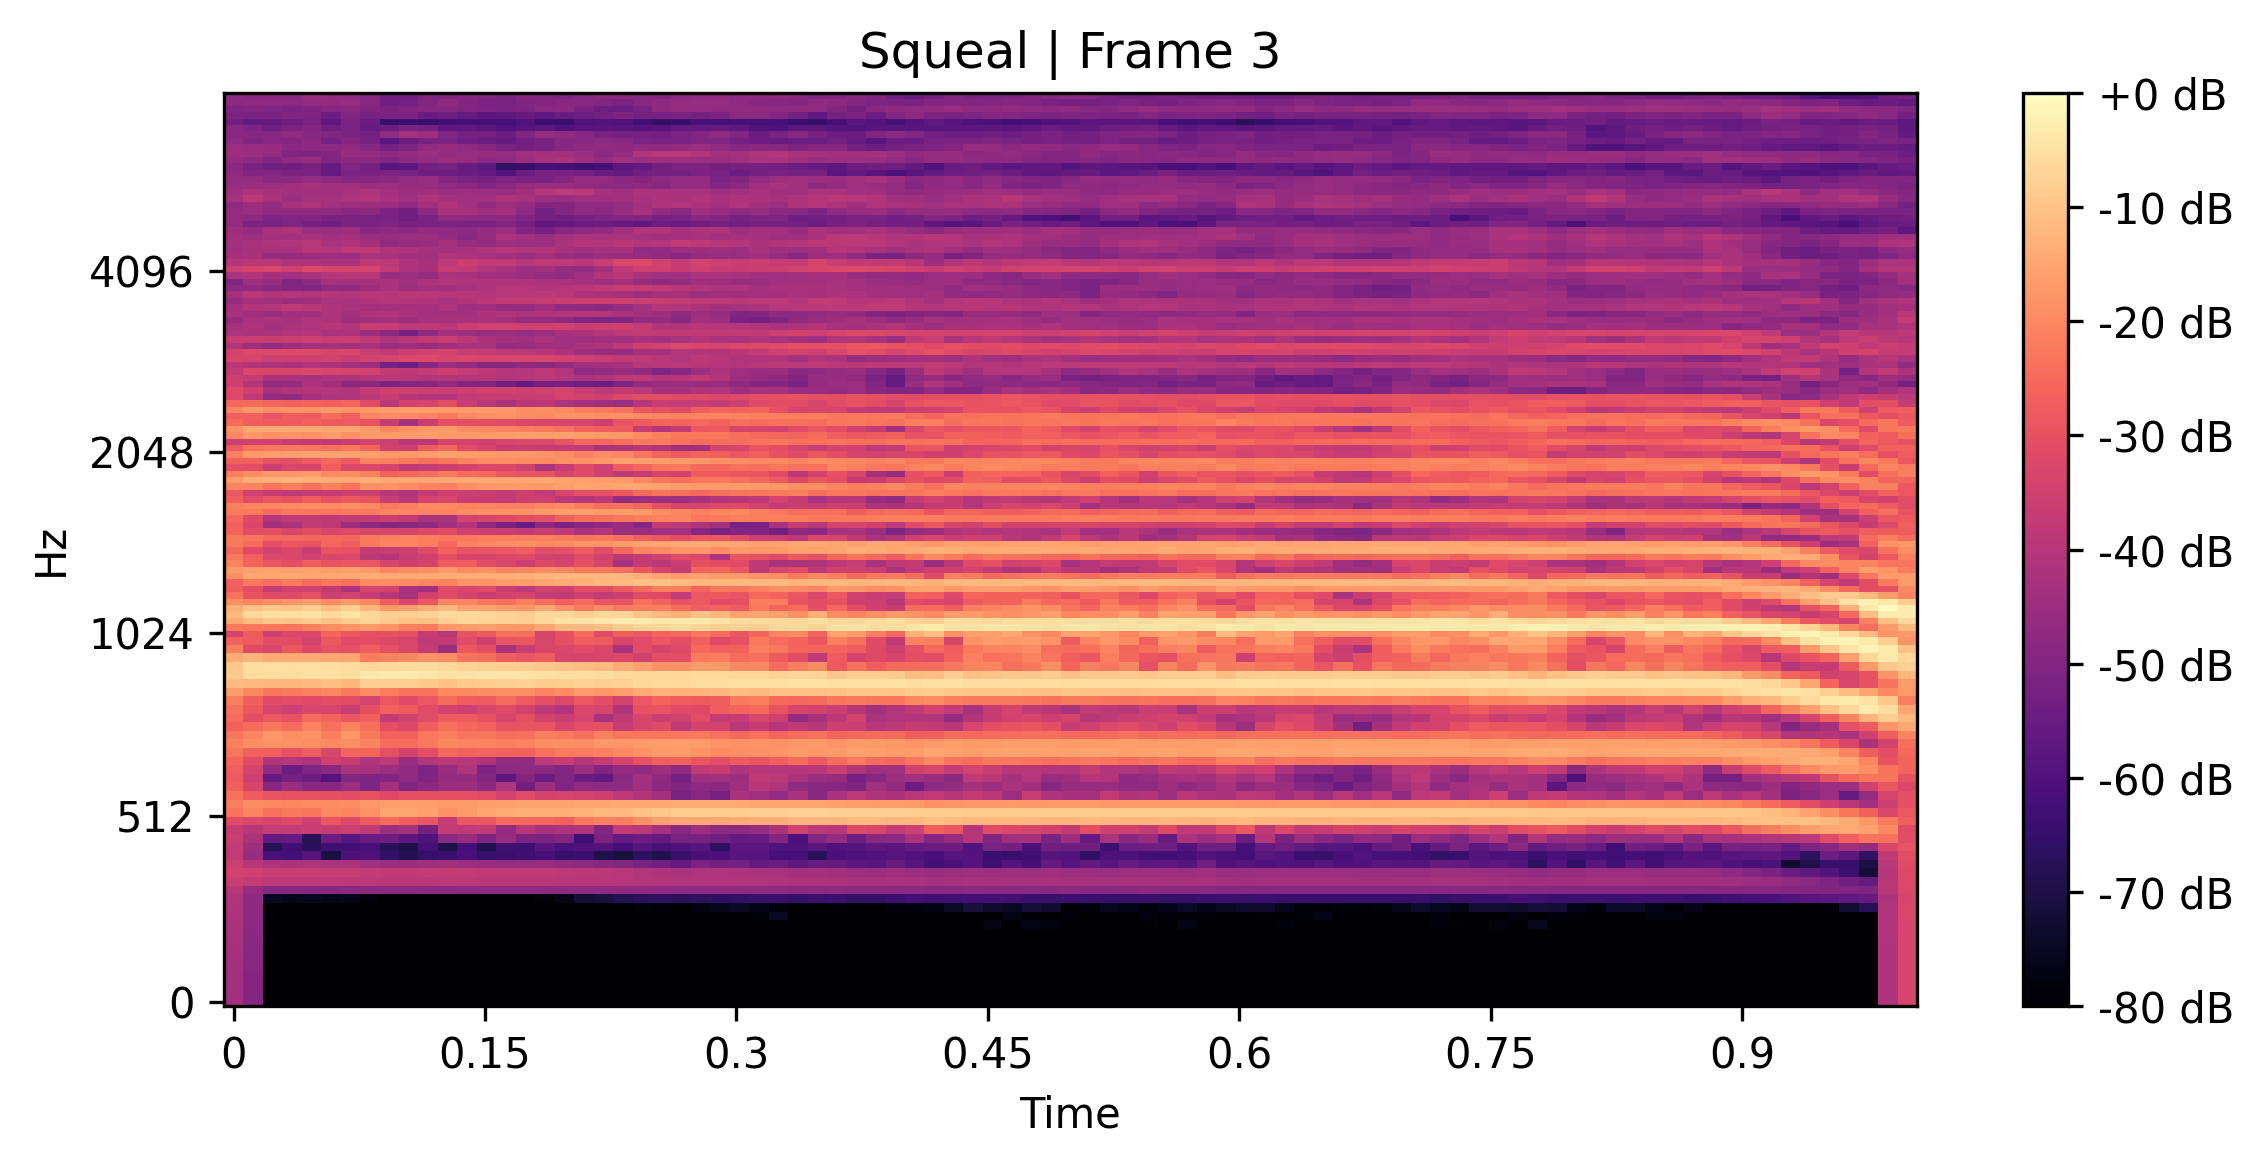 Squeal | Frame 3
+0 dB
-10 dB
-20 dB
-30 dB
-40 dB
-50 dB
-60 dB
-70 dB
-80 dB
Hz
4096
2048
1024
512
0
0 0.15 0.3 0.45 0.6 0.75 0.9
Time